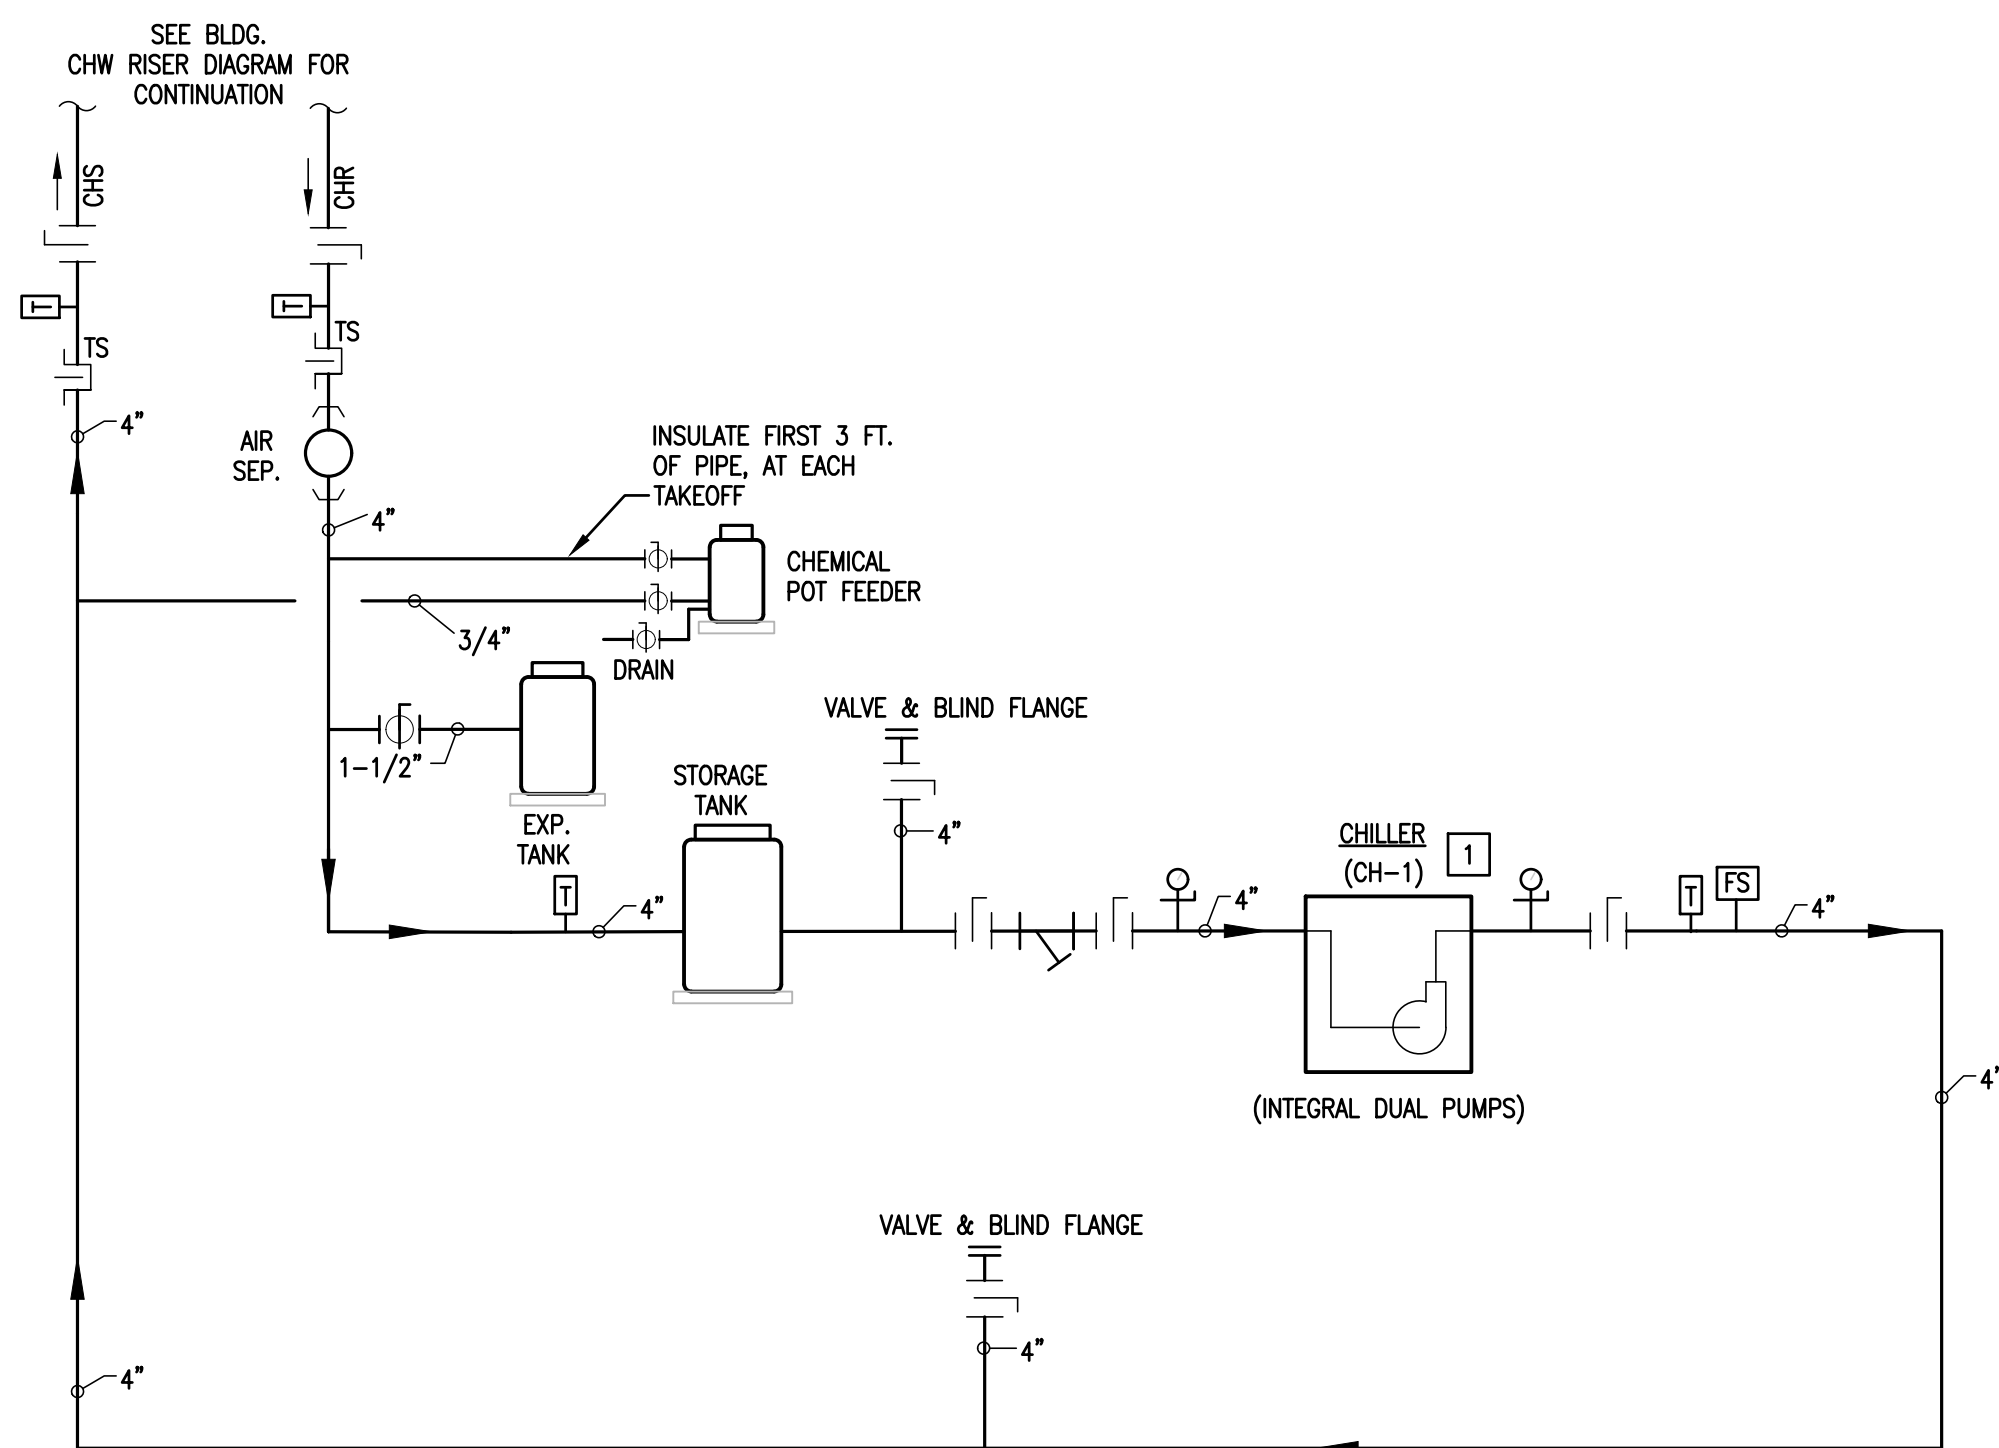 SEE BLDG.
CHW RISER DIAGRAM FOR
CONTINUATION
CHS
CHR
T
T
TS
TS
4"
AIR
SEP.
4"
INSULATE FIRST 3 FT.
OF PIPE, AT EACH
TAKEOFF
CHEMICAL
POT FEEDER
3/4"
DRAIN
1-1/2"
EXP.
TANK
STORAGE
TANK
VALVE & BLIND FLANGE
4"
T
4"
4"
CHILLER
(CH-1)
1
(INTEGRAL DUAL PUMPS)
T
FS
4"
4'
VALVE & BLIND FLANGE
4"
4"